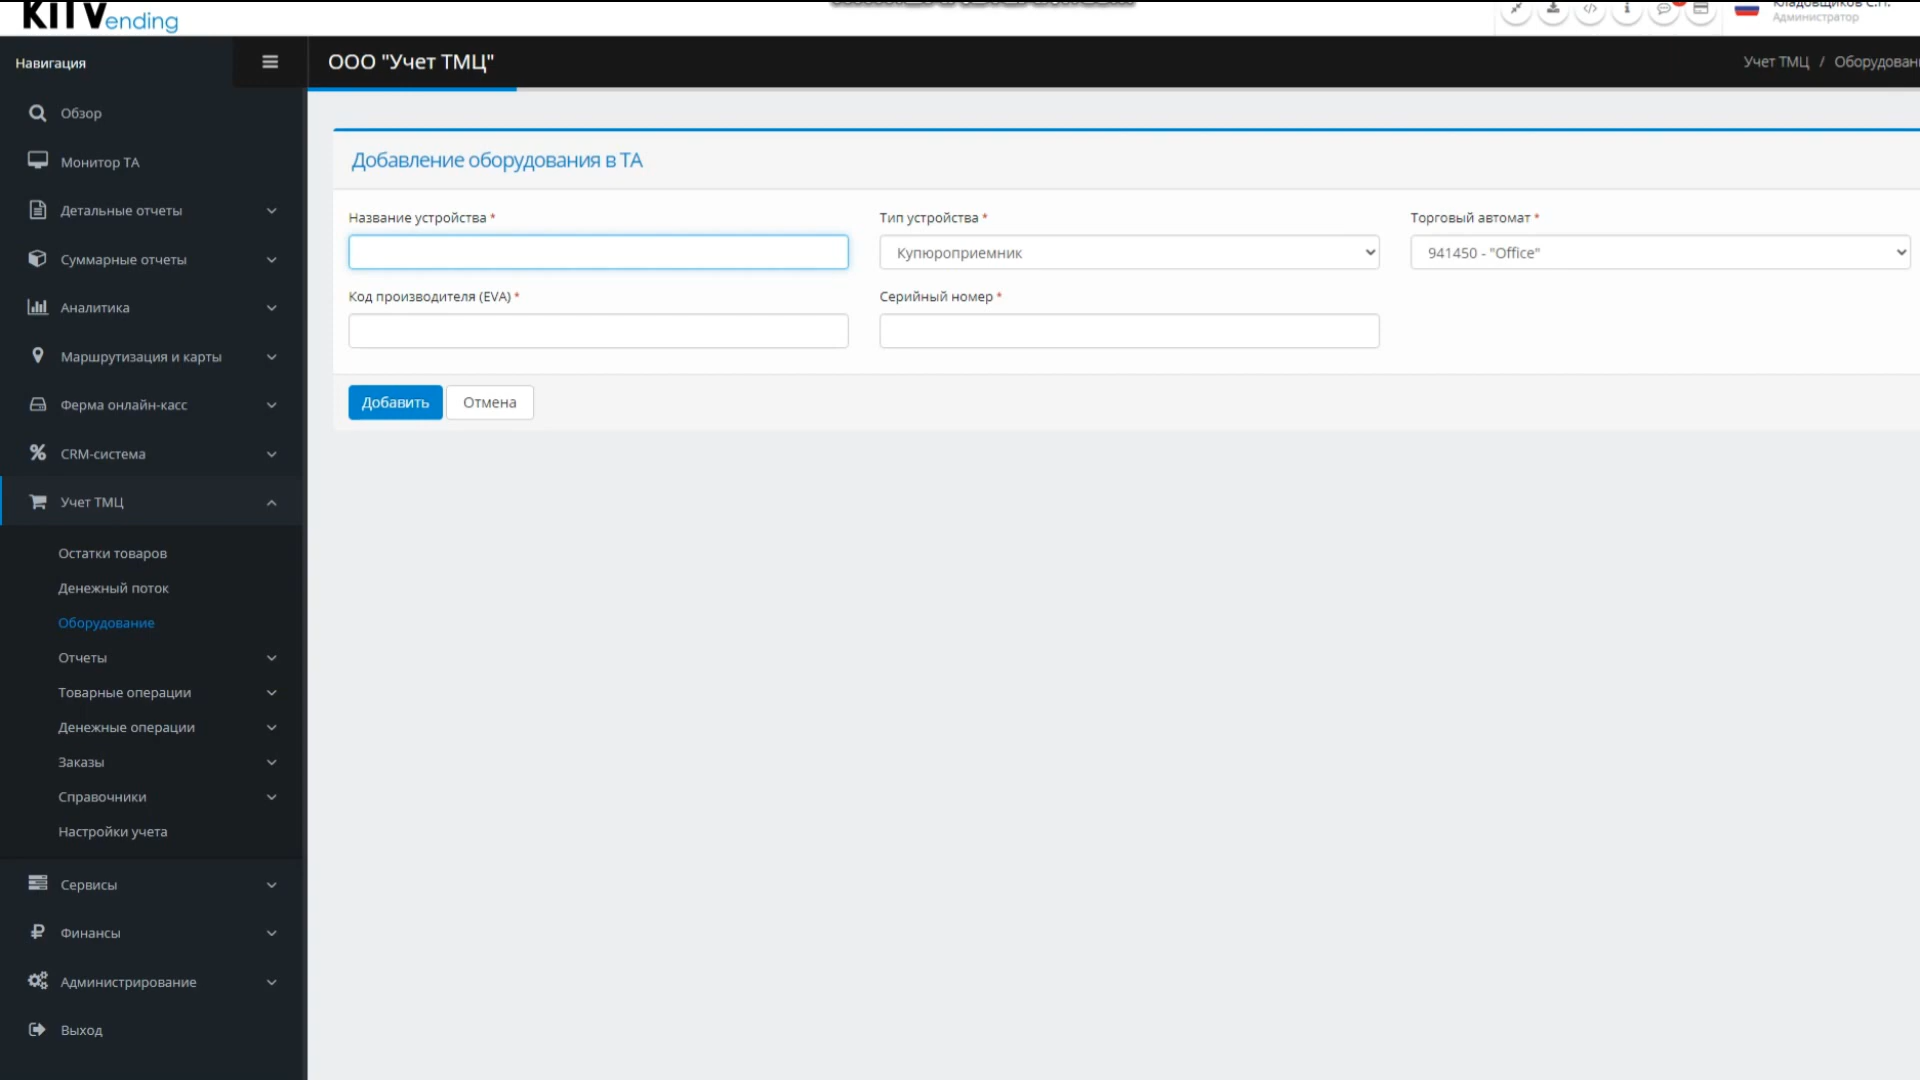 KIT Vending
Администратор
Навигация
ООО "Учет ТМЦ"
Учет ТМЦ / Оборудован
Обзор
Монитор ТА
Детальные отчеты
Суммарные отчеты
Аналитика
Маршрутизация и карты
Ферма онлайн-касс
CRM-система
Учет ТМЦ
Остатки товаров
Денежный поток
Оборудование
Отчеты
Товарные операции
Денежные операции
Заказы
Справочники
Настройки учета
Сервисы
Финансы
Администрирование
Выход
Добавление оборудования в ТА
Название устройства *
Тип устройства *
Торговый автомат *
Купюроприемник
941450 - "Office"
Код производителя (EVA) *
Серийный номер *
Добавить
Отмена